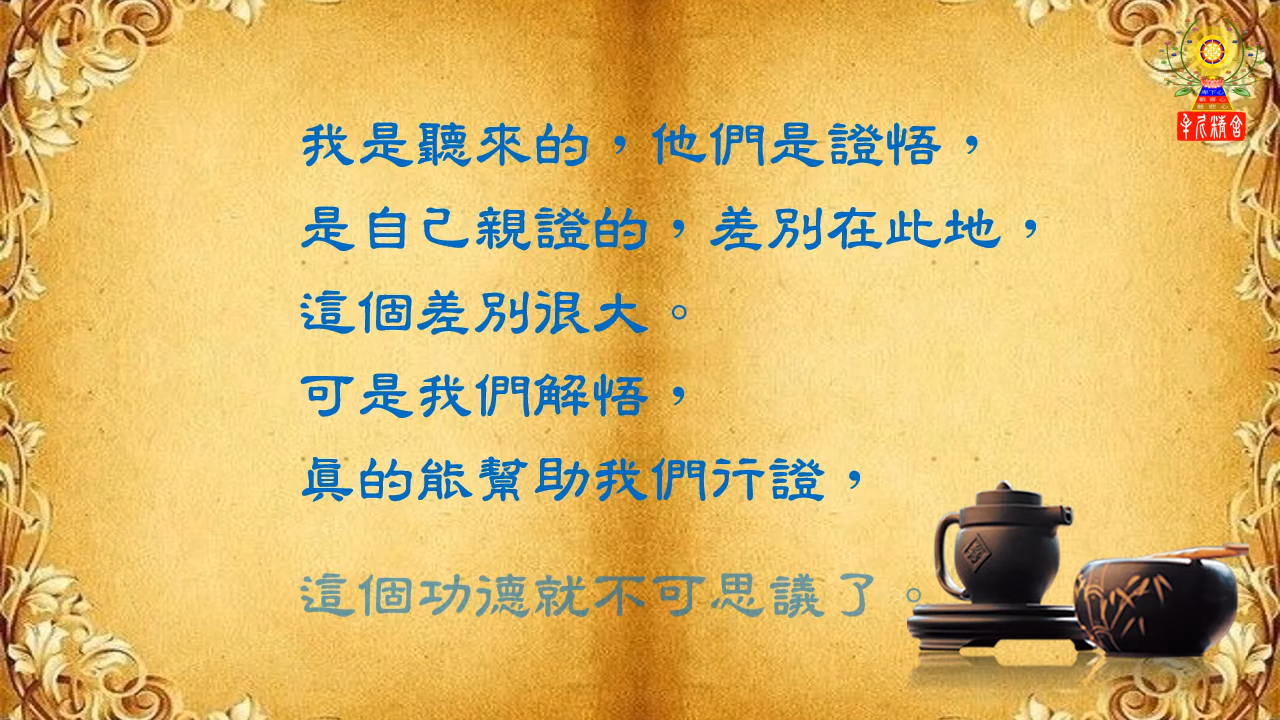 我是聽來的，他們是證悟，
是自己親證的，差別在此地，
這個差別很大。
可是我們解悟，
眞的能幫助我們行證，
這個功德就不可思議了。